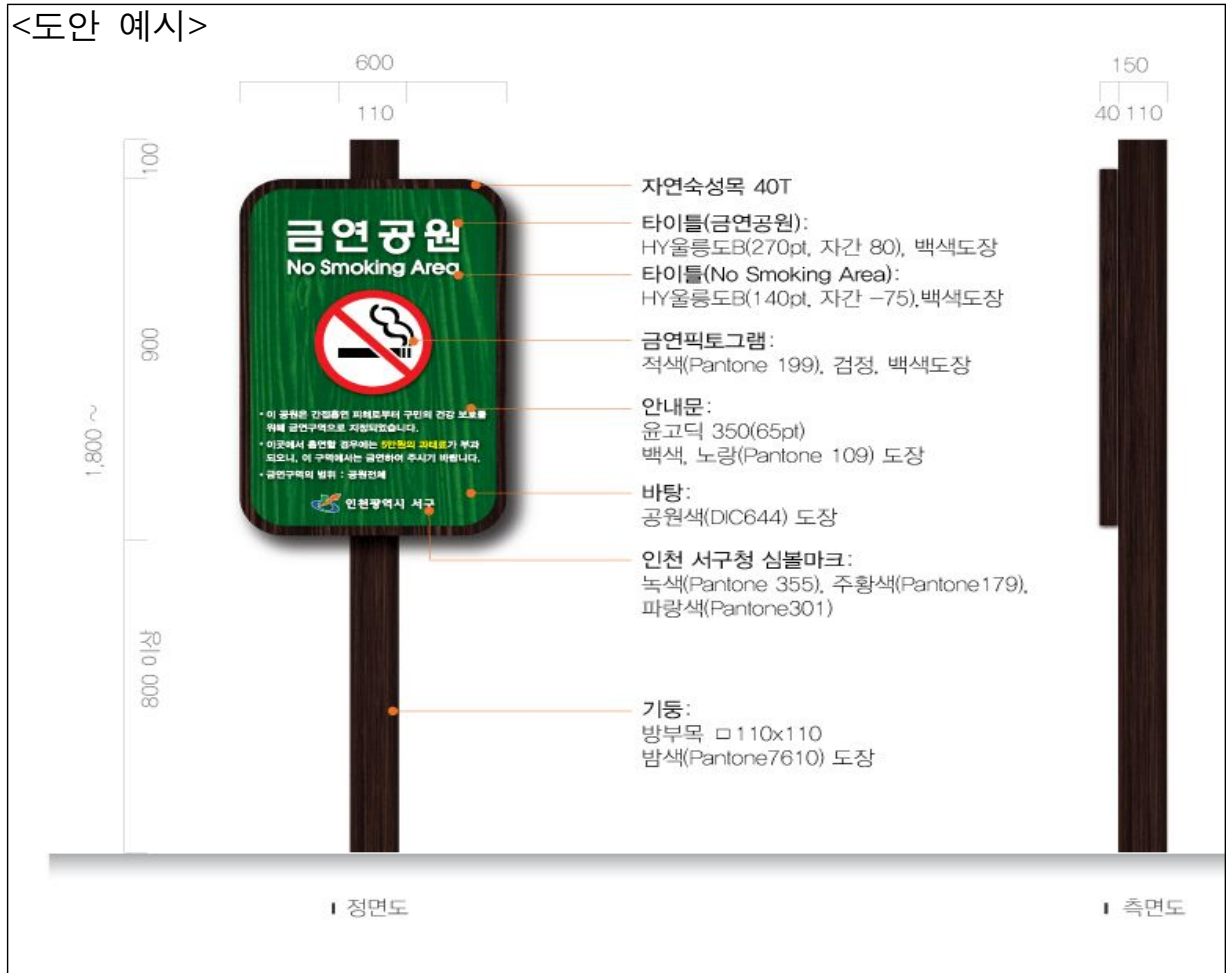 <도안 예시>
600
110
150
40 110
100
900
1,800 ~
800 이상
금연공원
No Smoking Area
• 이 공원은 간접흡연 피해로부터 구민의 건강 보호를
위해 금연구역으로 지정되었습니다.
• 이곳에서 흡연할 경우에는 5만원의 과태료가 부과
되오니, 이 구역에서는 금연하여 주시기 바랍니다.
• 금연구역의 범위 : 공원전체
인천광역시 서구
자연숙성목 40T
타이틀(금연공원):
HY울릉도B(270pt, 자간 80), 백색도장
타이틀(No Smoking Area):
HY울릉도B(140pt, 자간 -75),백색도장
금연픽토그램:
적색(Pantone 199), 검정, 백색도장
안내문:
윤고딕 350(65pt)
백색, 노랑(Pantone 109) 도장
바탕:
공원색(DIC644) 도장
인천 서구청 심볼마크:
녹색(Pantone 355), 주황색(Pantone179),
파랑색(Pantone301)
기둥:
방부목 □110x110
밤색(Pantone7610) 도장
정면도
측면도